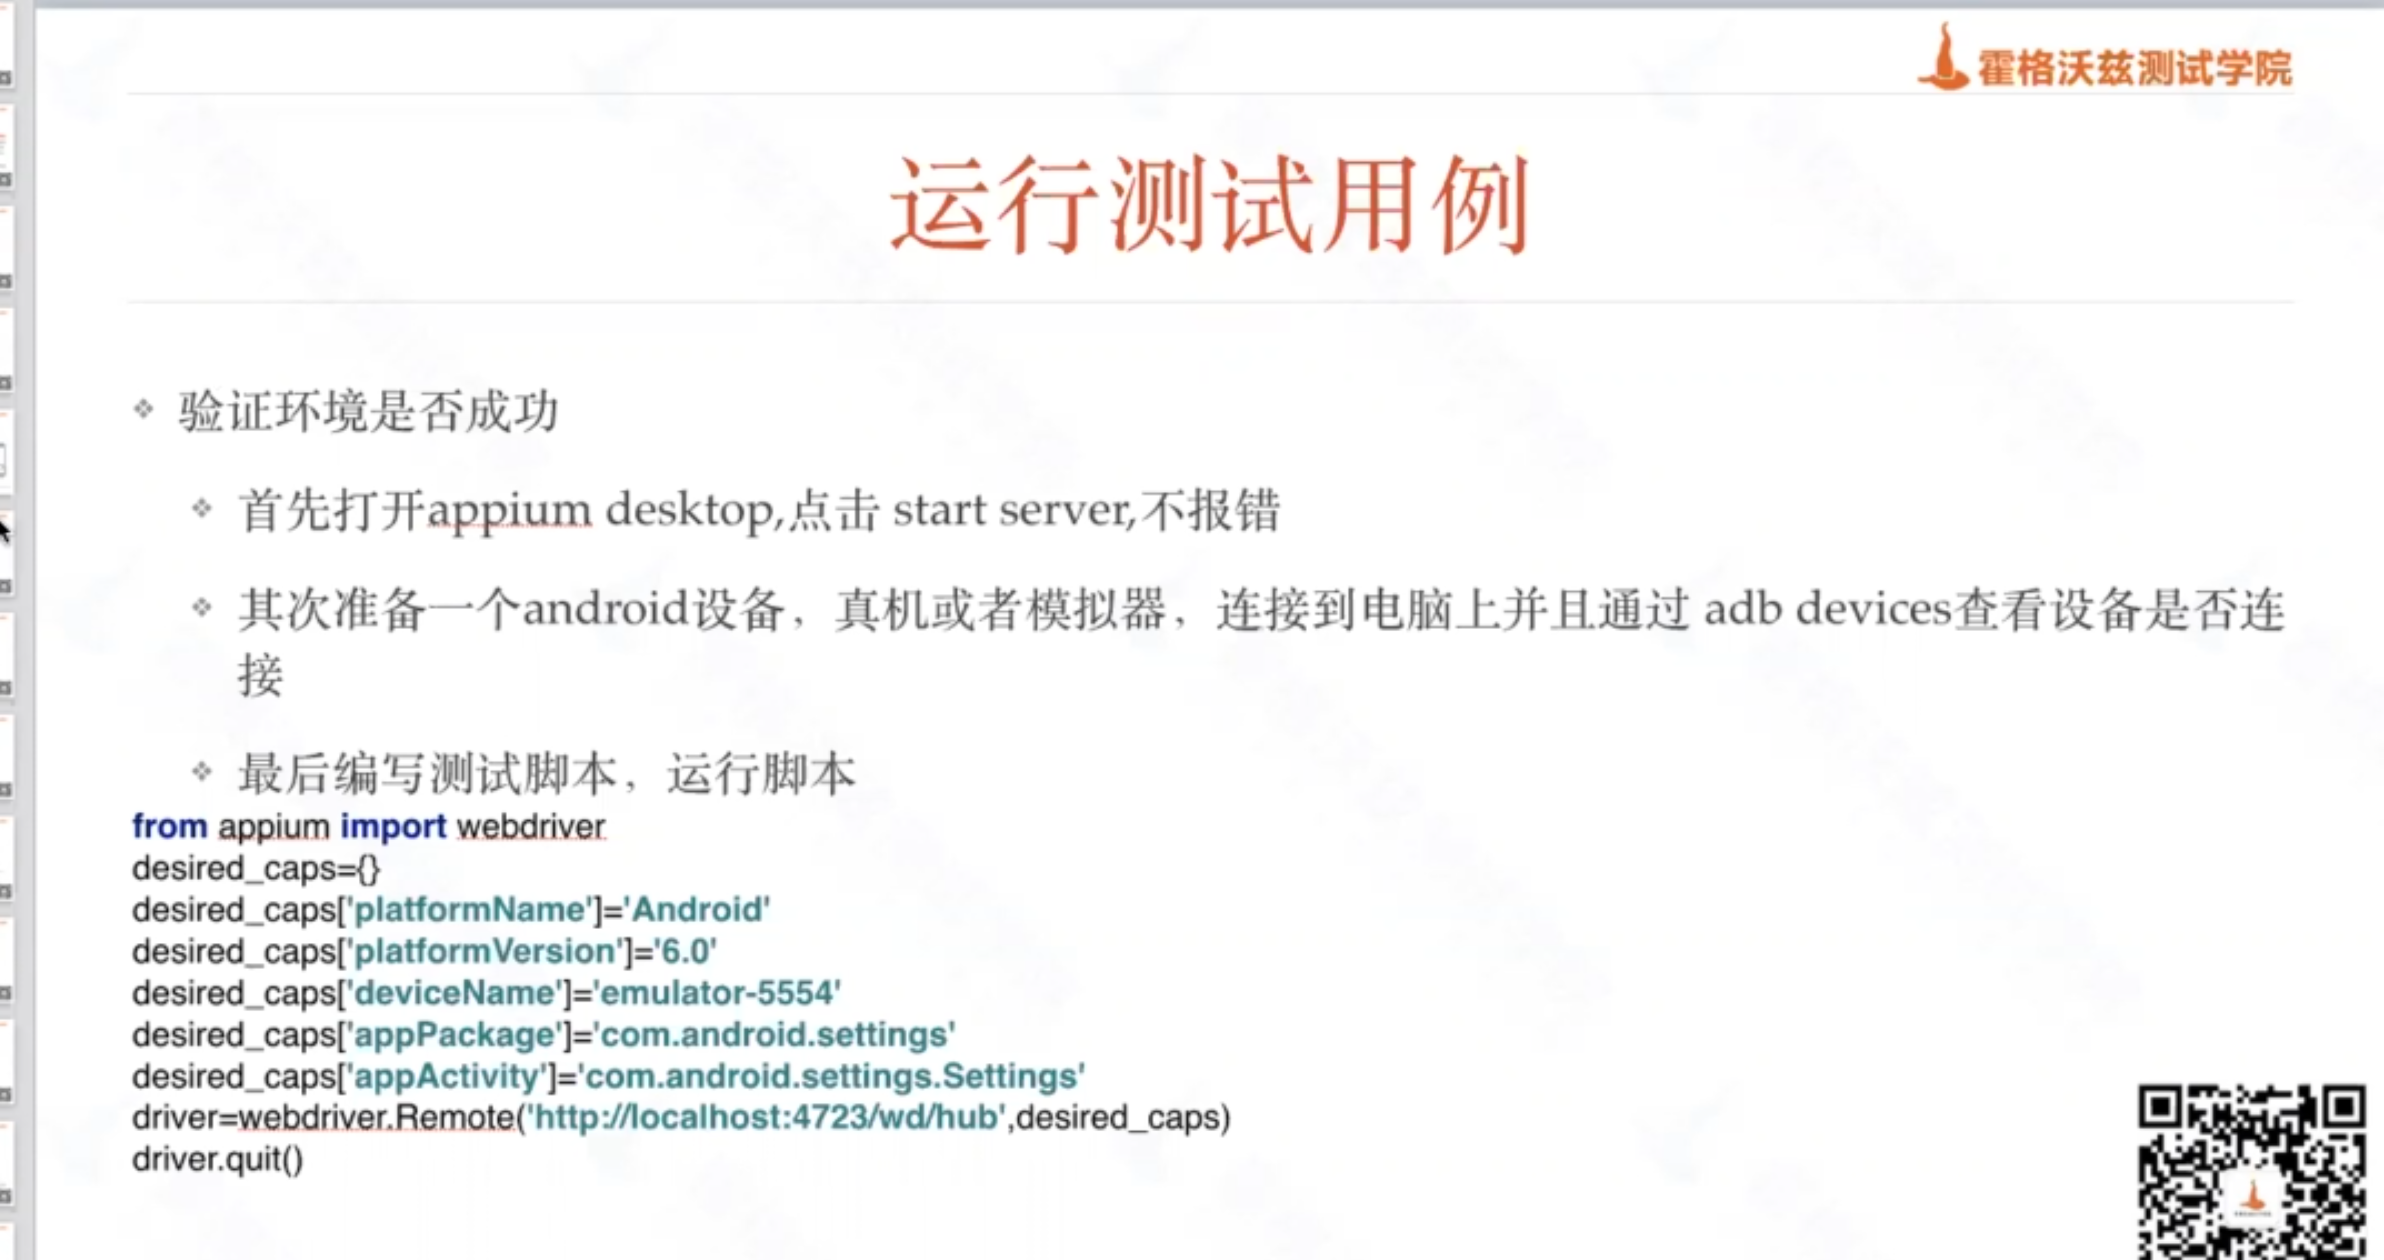 霍格沃兹测试学院
运行测试用例
验证环境是否成功
首先打开appium desktop,点击 start server,不报错
其次准备一个android设备，真机或者模拟器，连接到电脑上并且通过 adb devices查看设备是否连
接
最后编写测试脚本，运行脚本
from appium import webdriver
desired_caps={}
desired_caps['platformName']='Android'
desired_caps['platformVersion']='6.0'
desired_caps['deviceName']='emulator-5554'
desired_caps['appPackage']='com.android.settings'
desired_caps['appActivity']='com.android.settings.Settings'
driver=webdriver.Remote('http://localhost:4723/wd/hub',desired_caps)
driver.quit()